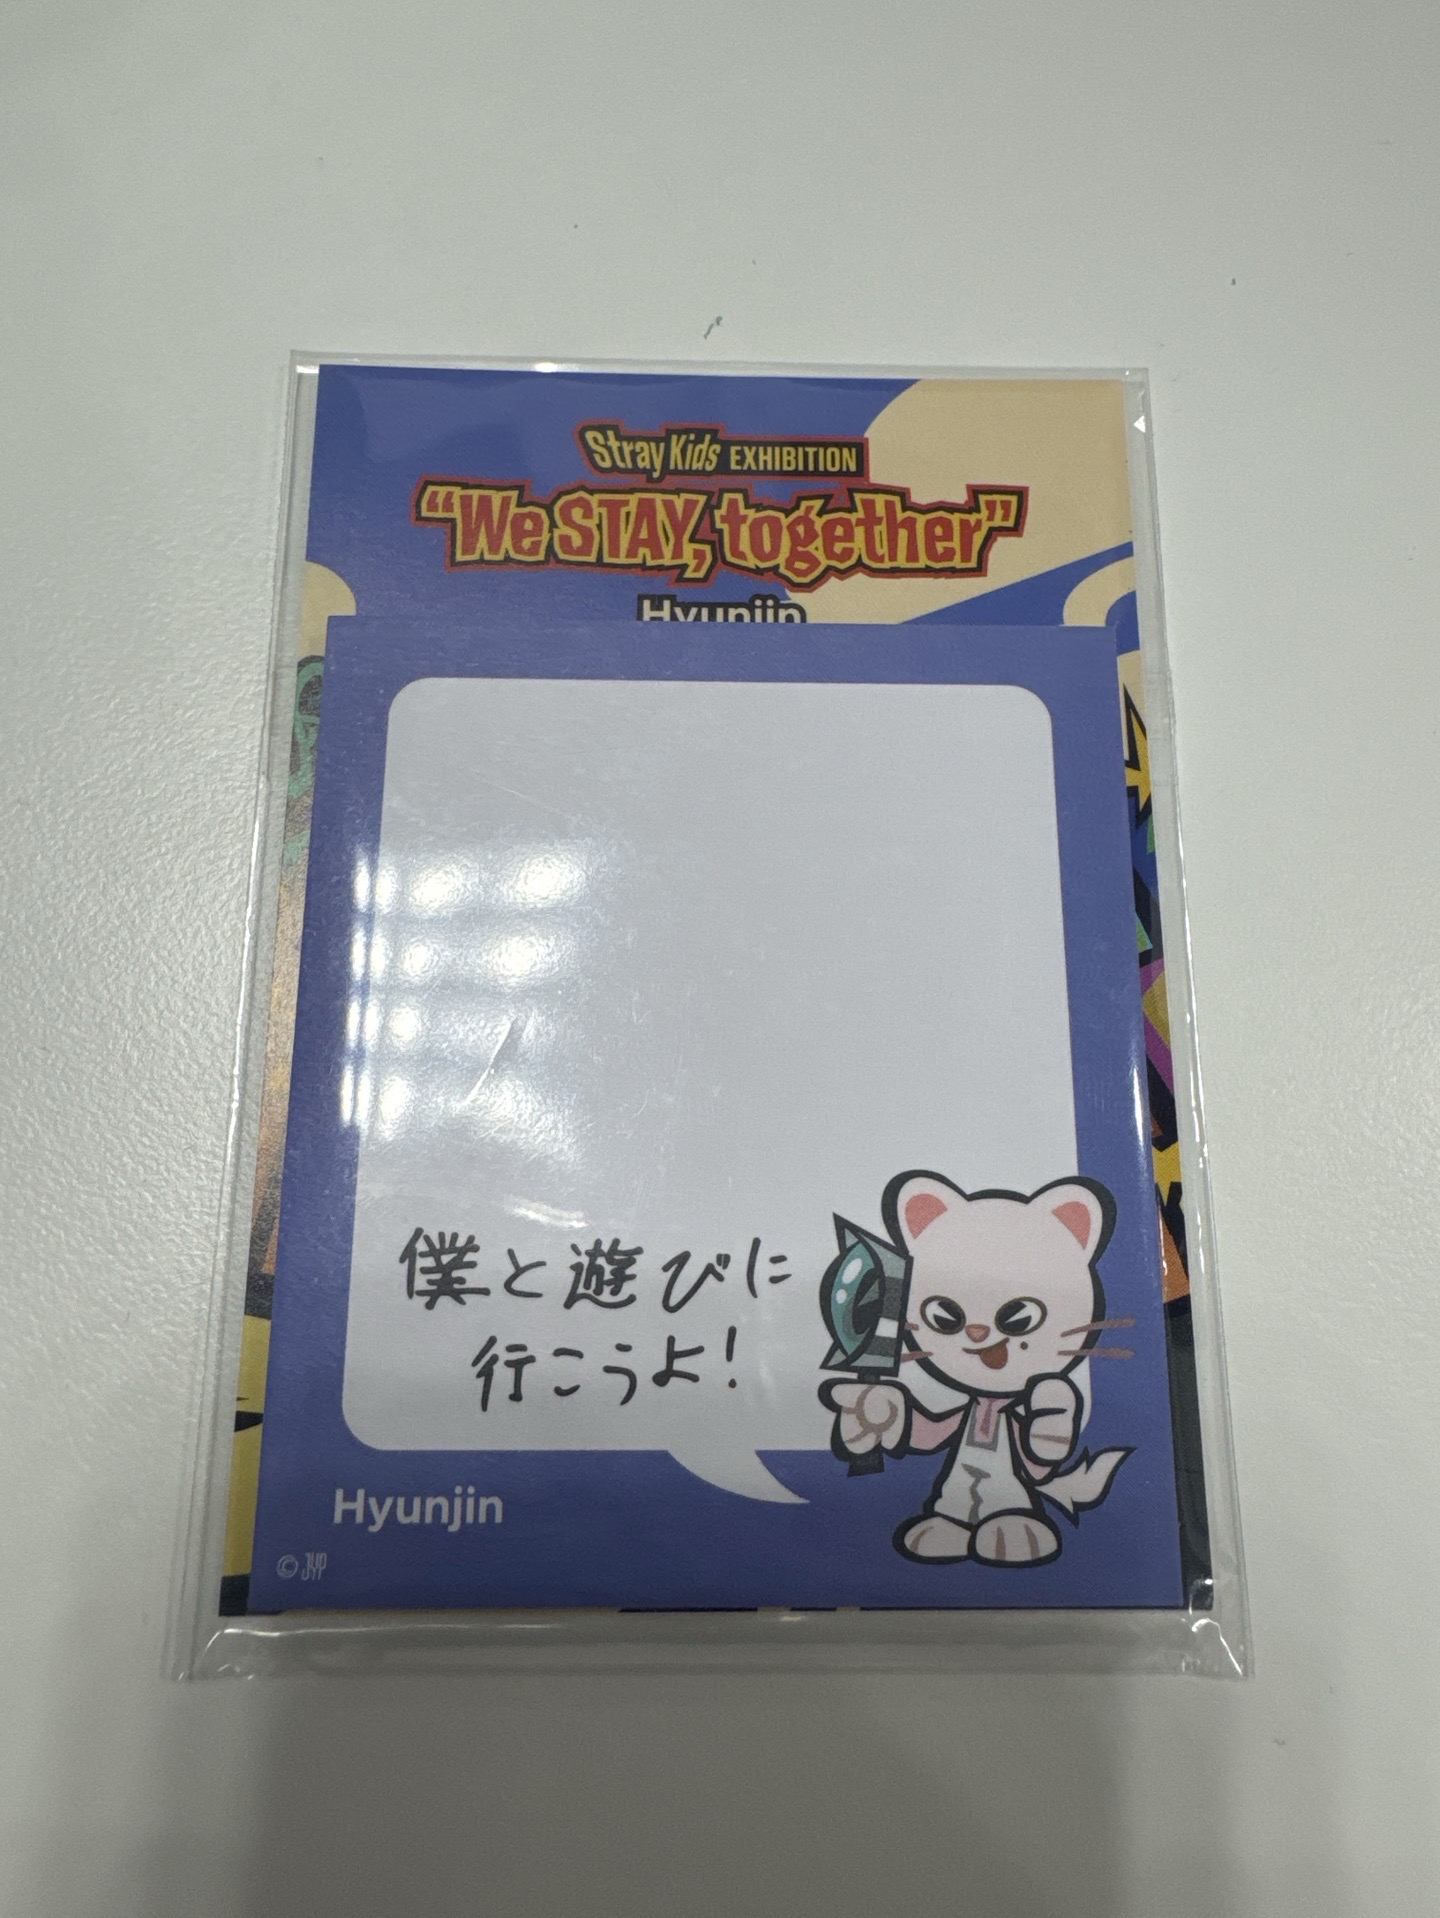 Stray Kids EXHIBITION
“We STAY, together”
Hyunjin
僕と遊びに
行こうよ!
Hyunjin
© JYP